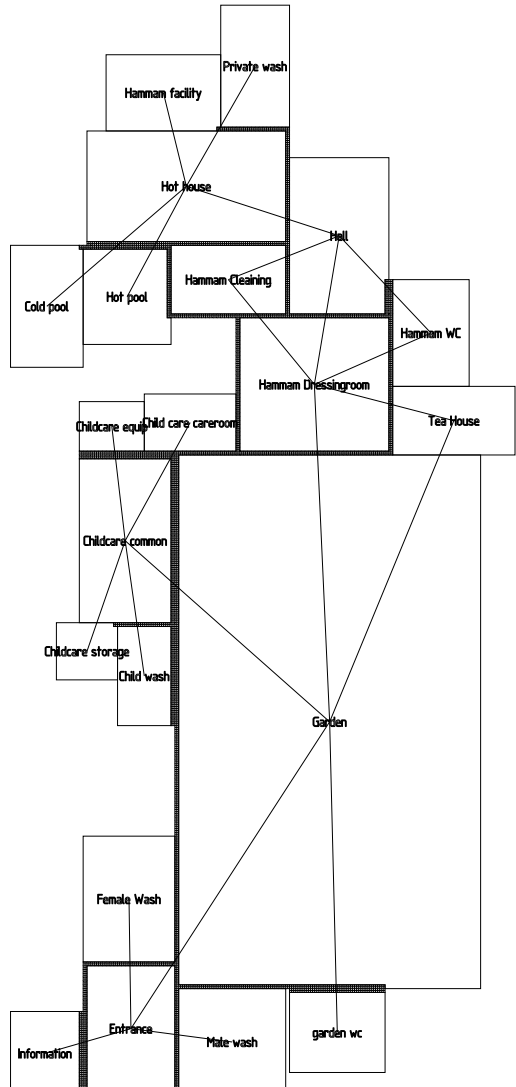 Private wash
Hammam facility
Hot house
Hall
Hammam Cleaining
Hot pool
Cold pool
Hammam WC
Hammam Dressingroom
Tea House
Child care careroom
Childcare equip
Childcare common
Childcare storage
Child wash
Garden
Female Wash
Entrance
garden wc
Male wash
Information